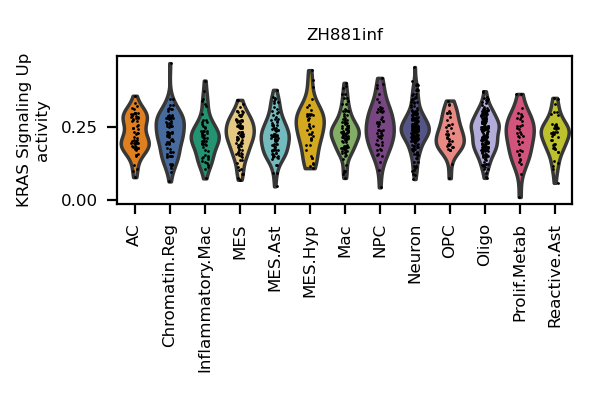 ZH881inf
KRAS Signaling Up
activity
0.25
0.00
AC
Chromatin.Reg
Inflammatory.Mac
MES
MES.Ast
MES.Hyp
Mac
NPC
Neuron
OPC
Oligo
Prolif.Metab
Reactive.Ast